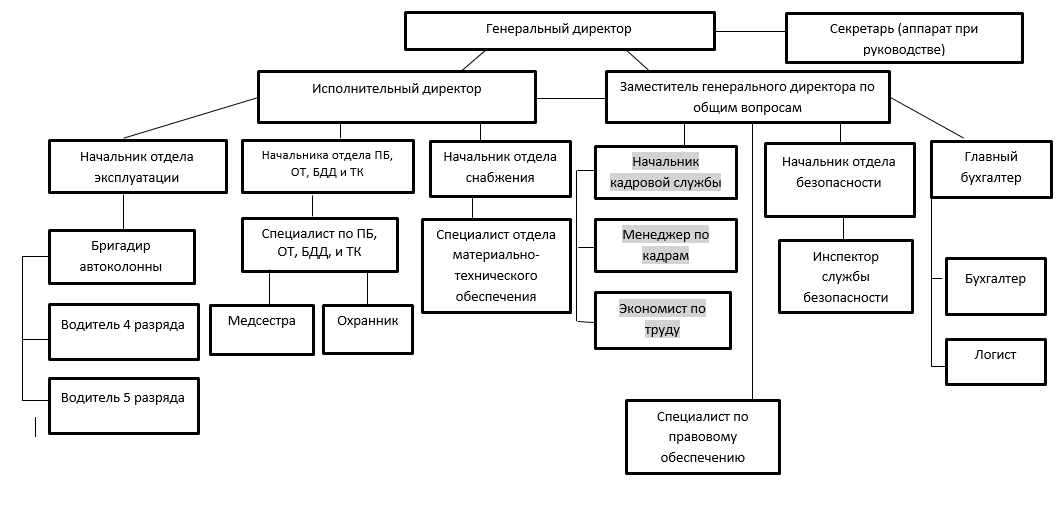 Генеральный директор
Секретарь (аппарат при
руководстве)
Исполнительный директор
Заместитель генерального директора по
общим вопросам
Начальник отдела
эксплуатации
Начальника отдела ПБ,
ОТ, БДД и ТК
Начальник отдела
снабжения
Начальник
кадровой службы
Начальник отдела
безопасности
Главный
бухгалтер
Бригадир
автоколонны
Специалист по ПБ,
ОТ, БДД, и ТК
Специалист отдела
материально-
технического
обеспечения
Менеджер по
кадрам
Инспектор
службы
безопасности
Бухгалтер
Водитель 4 разряда
Медсестра
Охранник
Экономист по
труду
Логист
Водитель 5 разряда
Специалист по
правовому
обеспечению